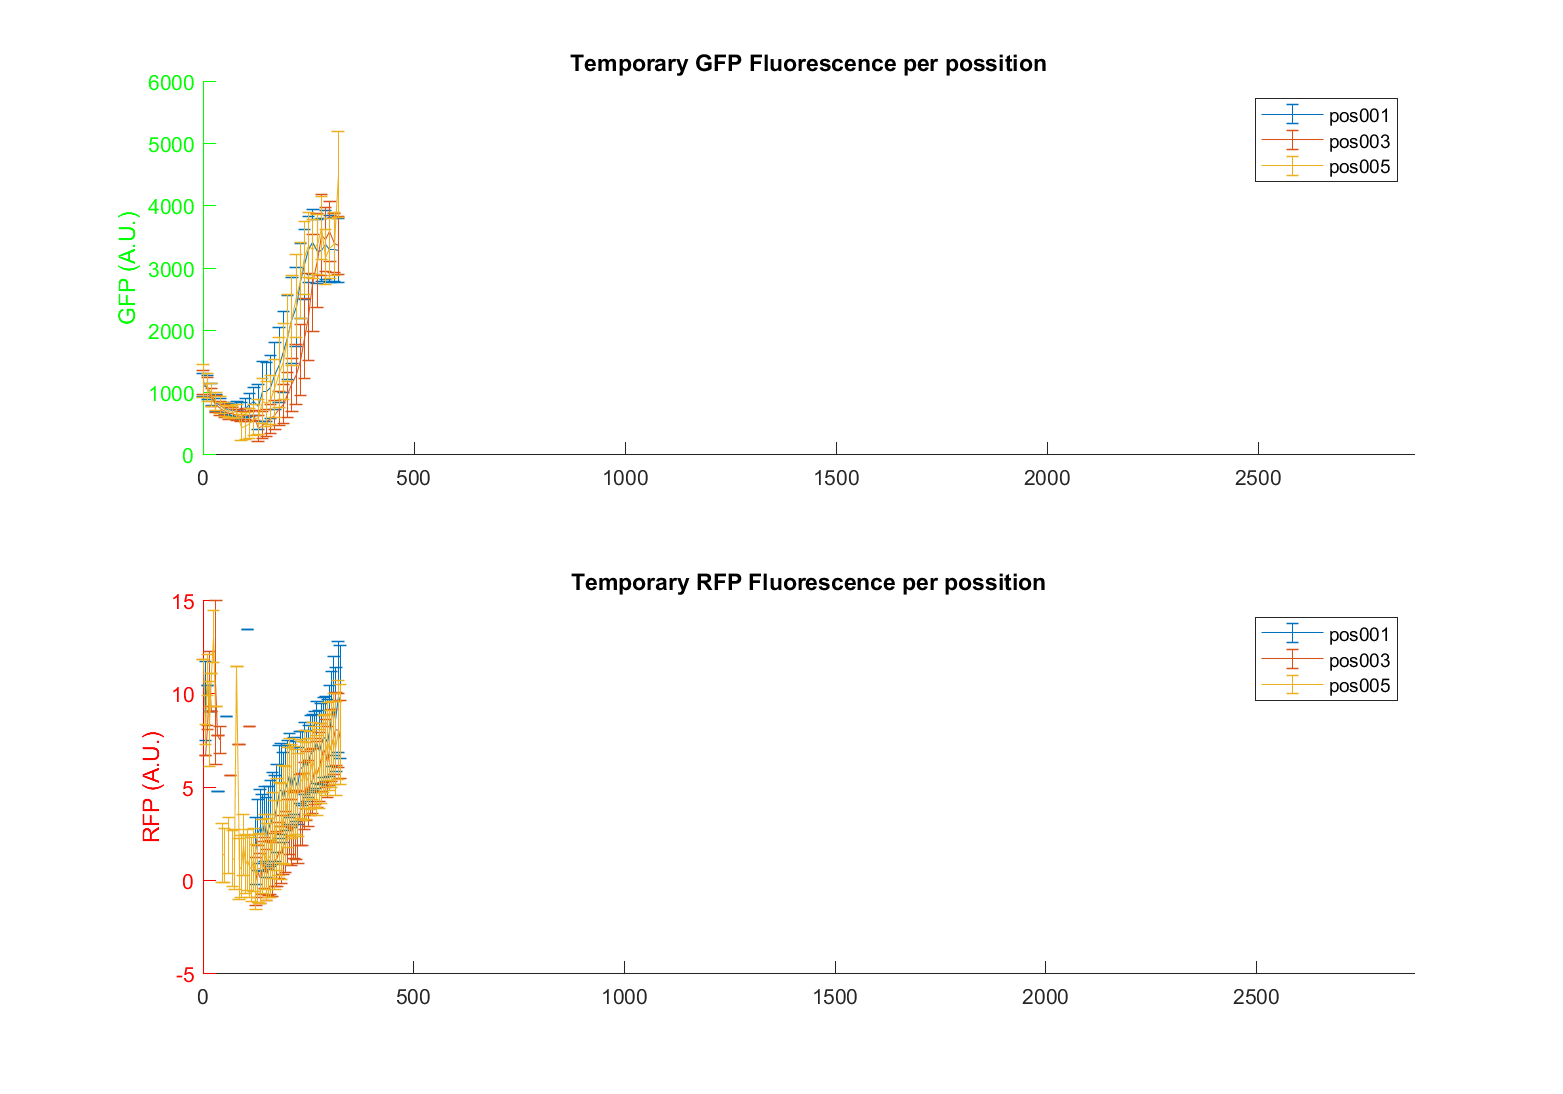 Temporary GFP Fluorescence per possition
6000
5000
4000
3000
2000
1000
0
GFP (A.U.)
pos001
pos003
pos005
0 500 1000 1500 2000 2500
Temporary RFP Fluorescence per possition
15
10
5
0
-5
RFP (A.U.)
pos001
pos003
pos005
0 500 1000 1500 2000 2500